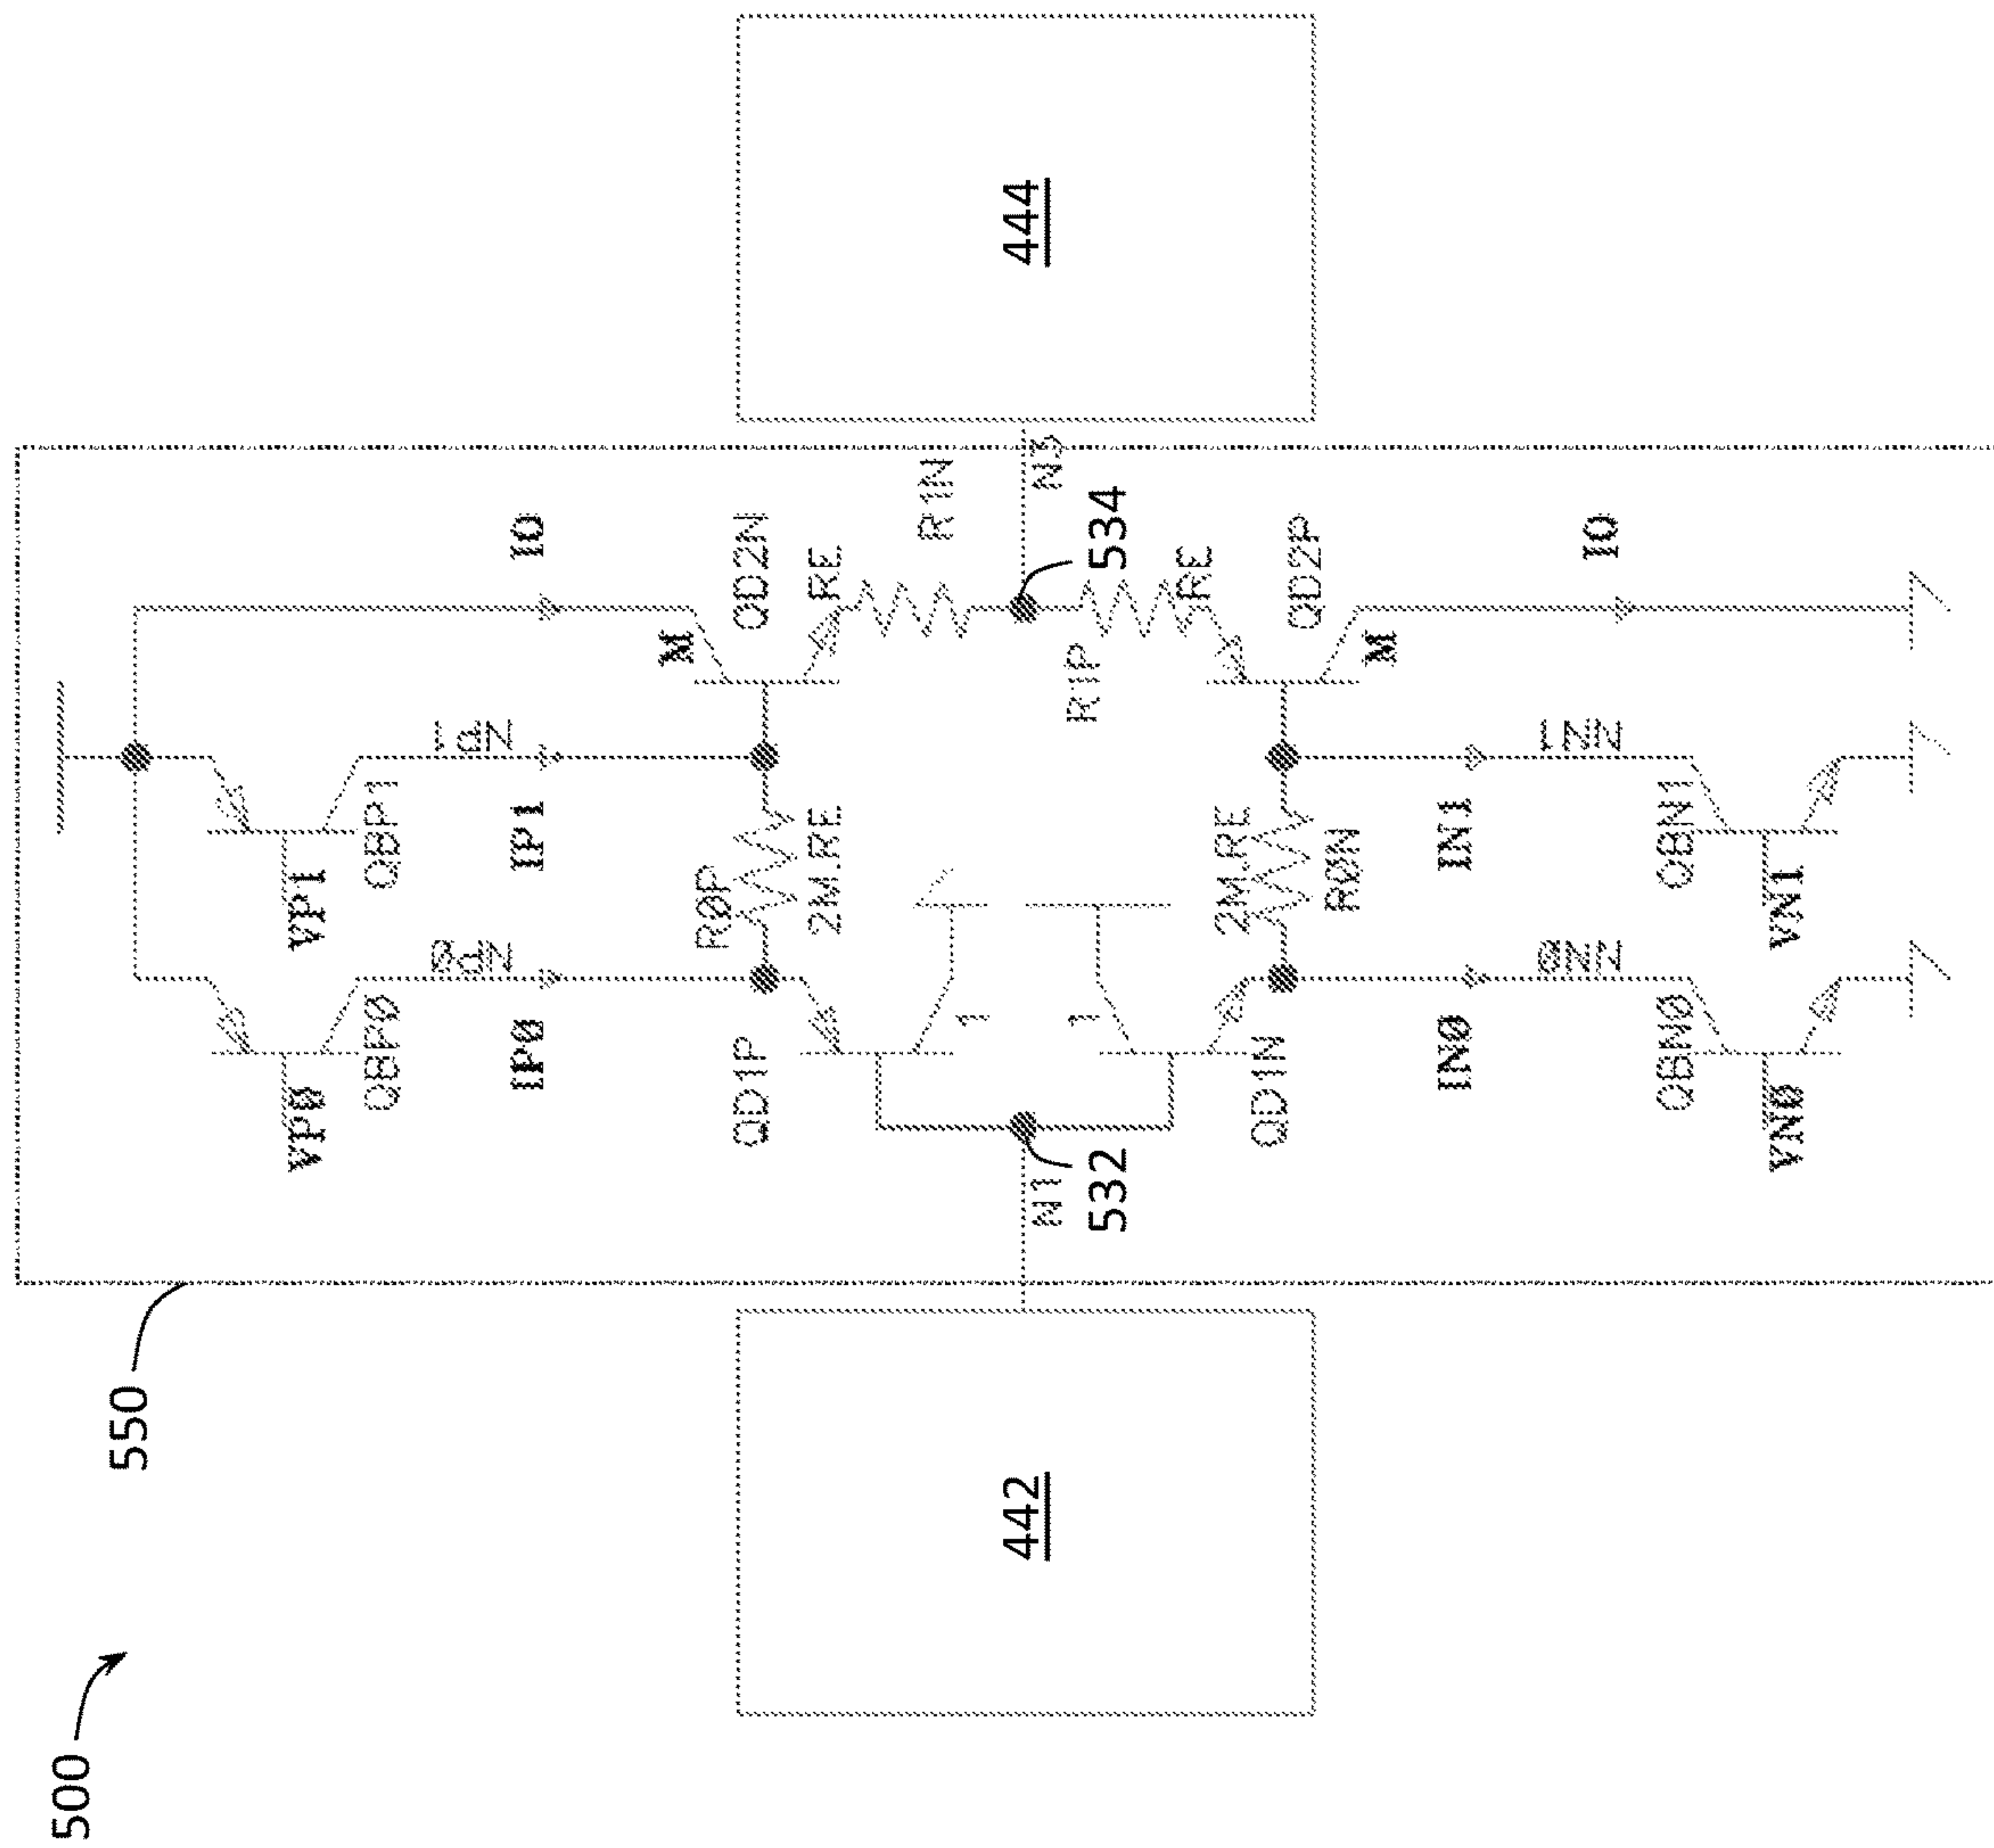 500
550
442
444
532
534
N1
N3
VP0
QBP0
NP0
IP0
VP1
QBP1
NP1
IP1
IO
M
QD2N
RE
R1N
R0P
2M.RE
QD1P
1
1
QD1N
2M.RE
R0N
R1P
RE
QD2P
M
IO
IN0
NN0
QBN0
VN0
IN1
NN1
QBN1
VN1